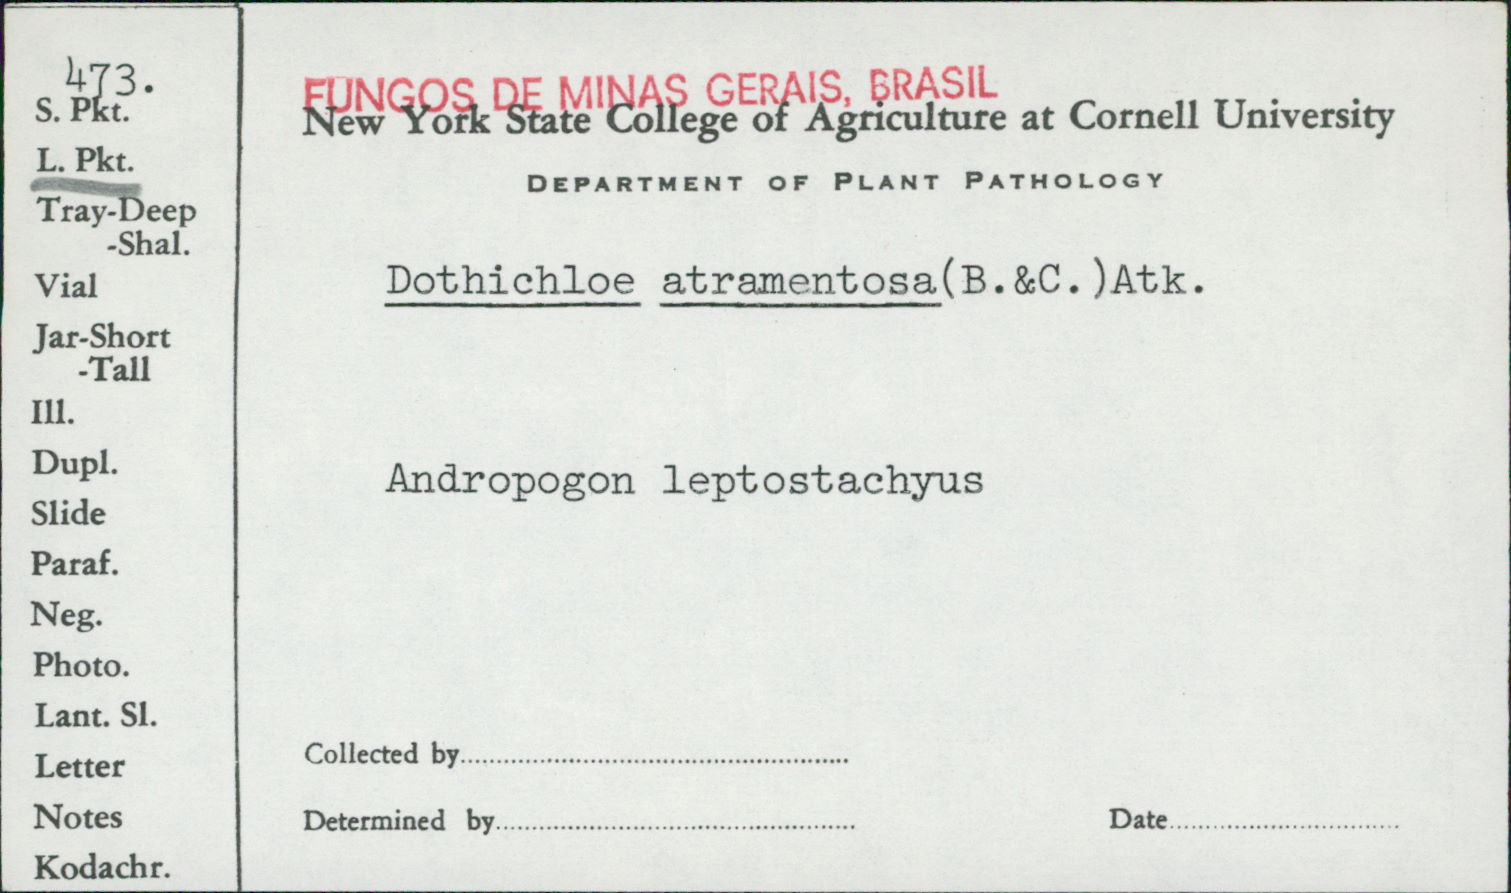 473.
S. Pkt.
L. Pkt.
Tray-Deep
-Shal.
Vial
Jar-Short
-Tall
Ill.
Dupl.
Slide
Paraf.
Neg.
Photo.
Lant. Sl.
Letter
Notes
Kodachr.
FUNGOS DE MINAS GERAIS, BRASIL
New York State College of Agriculture at Cornell University
DEPARTMENT OF PLANT PATHOLOGY
Dothichloe atramentosa(B.&C.)Atk.
Andropogon leptostachyus
Collected by
Determined by
Date